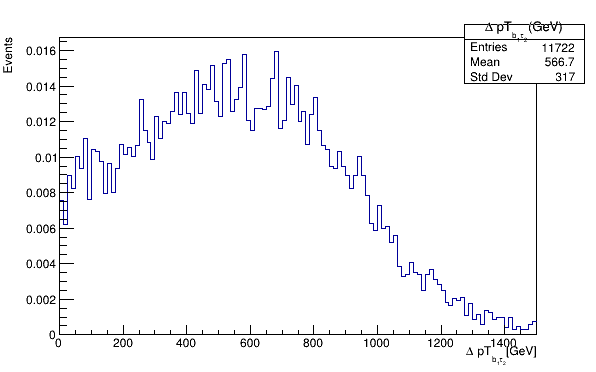 Δ pT_{b_1τ_2} (GeV)
Entries 11722
Mean 566.7
Std Dev 317
Events
0.016
0.014
0.012
0.01
0.008
0.006
0.004
0.002
0
0 200 400 600 800 1000 1200 1400
Δ pT_{b_1τ_2} [GeV]